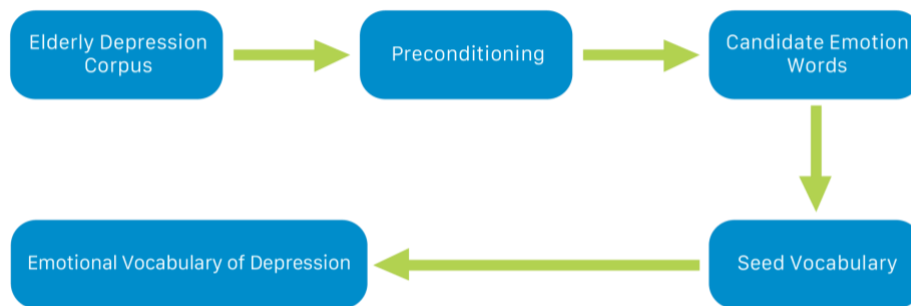 Elderly Depression
Corpus
Preconditioning
Candidate Emotion
Words
Seed Vocabulary
Emotional Vocabulary of Depression